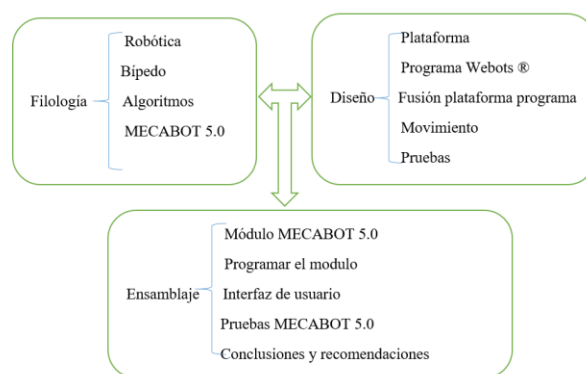 Robótica
Bípedo
Filología
Algoritmos
MECABOT 5.0
Plataforma
Programa Webots ®
Diseño
Fusión plataforma programa
Movimiento
Pruebas
Módulo MECABOT 5.0
Programar el modulo
Ensamblaje
Interfaz de usuario
Pruebas MECABOT 5.0
Conclusiones y recomendaciones